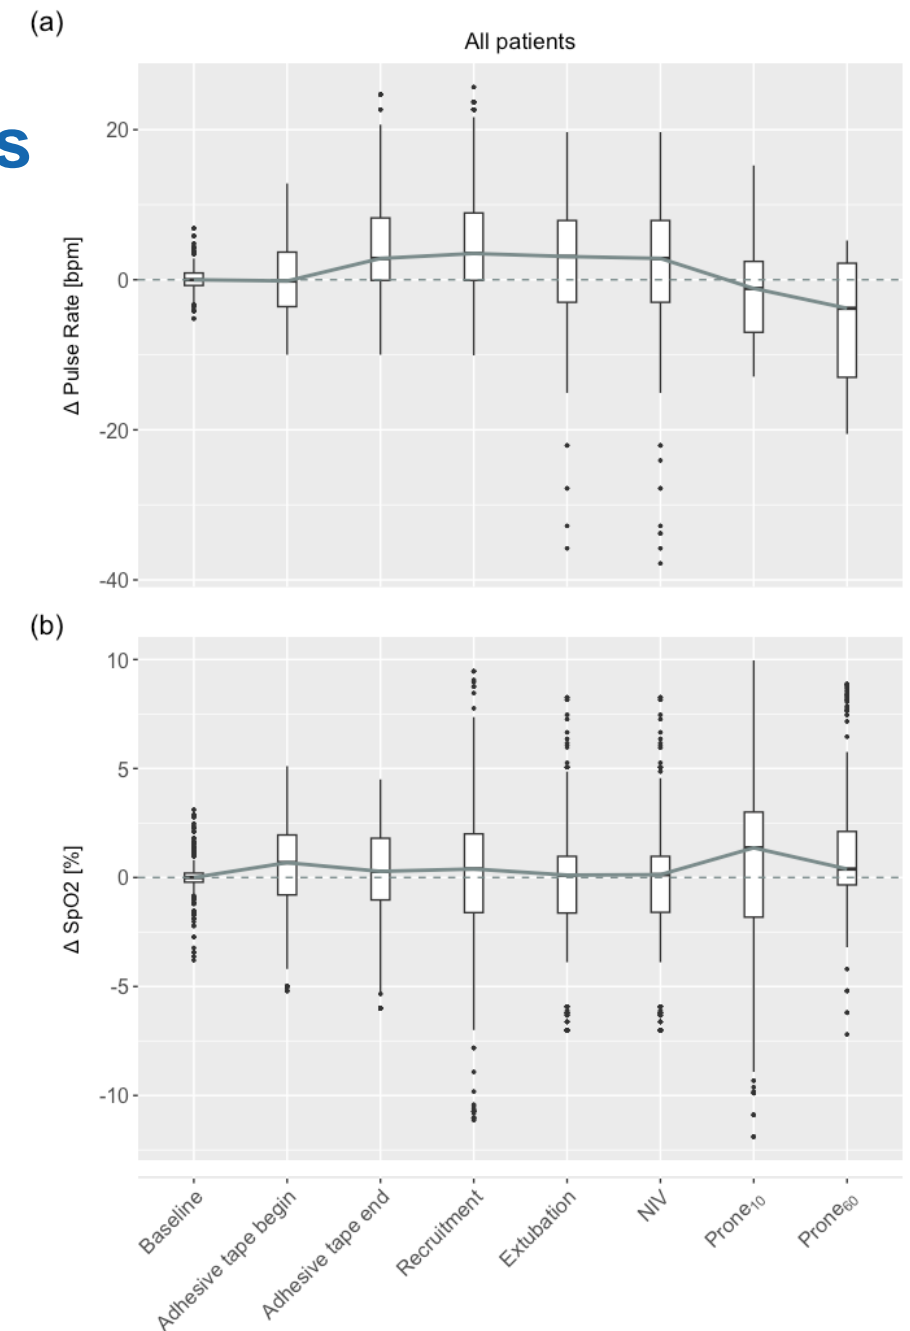 (a)
All patients
s
Δ Pulse Rate [bpm]
20
0
-20
-40
(b)
Δ SpO2 [%]
10
5
0
-5
-10
Baseline
Adhesive tape begin
Adhesive tape end
Recruitment
Extubation
NIV
Prone₁₀
Prone₆₀